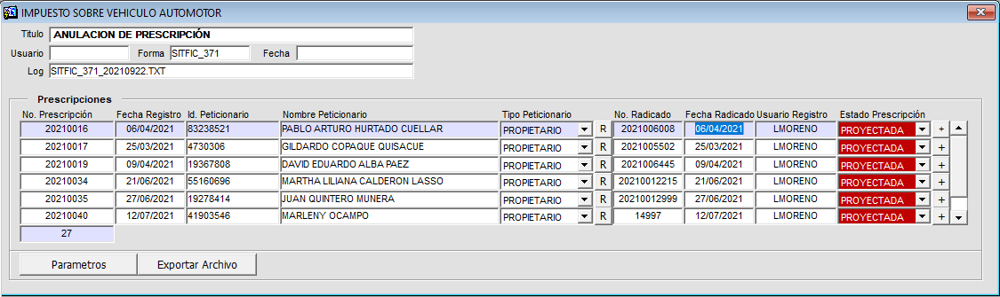 IMPUESTO SOBRE VEHICULO AUTOMOTOR
Titulo ANULACION DE PRESCRIPCIÓN
Usuario Forma SITFIC_371 Fecha
Log SITFIC_371_20210922.TXT
Prescripciones
No. Prescripción Fecha Registro Id. Peticionario Nombre Peticionario Tipo Peticionario No. Radicado Fecha Radicado Usuario Registro Estado Prescripción
20210016 06/04/2021 83238521 PABLO ARTURO HURTADO CUELLAR PROPIETARIO R 2021006008 06/04/2021 LMORENO PROYECTADA +
20210017 25/03/2021 4730306 GILDARDO COPAQUE QUISACUE PROPIETARIO R 2021005502 25/03/2021 LMORENO PROYECTADA +
20210019 09/04/2021 19367808 DAVID EDUARDO ALBA PAEZ PROPIETARIO R 2021006445 09/04/2021 LMORENO PROYECTADA +
20210034 21/06/2021 55160696 MARTHA LILIANA CALDERON LASSO PROPIETARIO R 20210012215 21/06/2021 LMORENO PROYECTADA +
20210035 27/06/2021 19278414 JUAN QUINTERO MUNERA PROPIETARIO R 20210012999 27/06/2021 LMORENO PROYECTADA +
20210040 12/07/2021 41903546 MARLENY OCAMPO PROPIETARIO R 14997 12/07/2021 LMORENO PROYECTADA +
27
Parametros Exportar Archivo